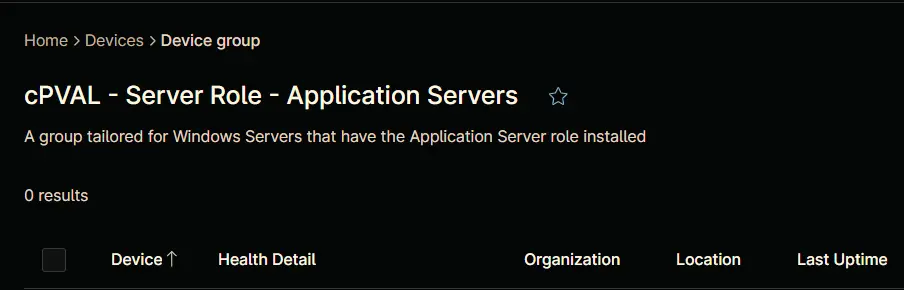 Home > Devices > Device group
cPVAL - Server Role - Application Servers
A group tailored for Windows Servers that have the Application Server role installed
0 results
Device ↑ Health Detail Organization Location Last Uptime